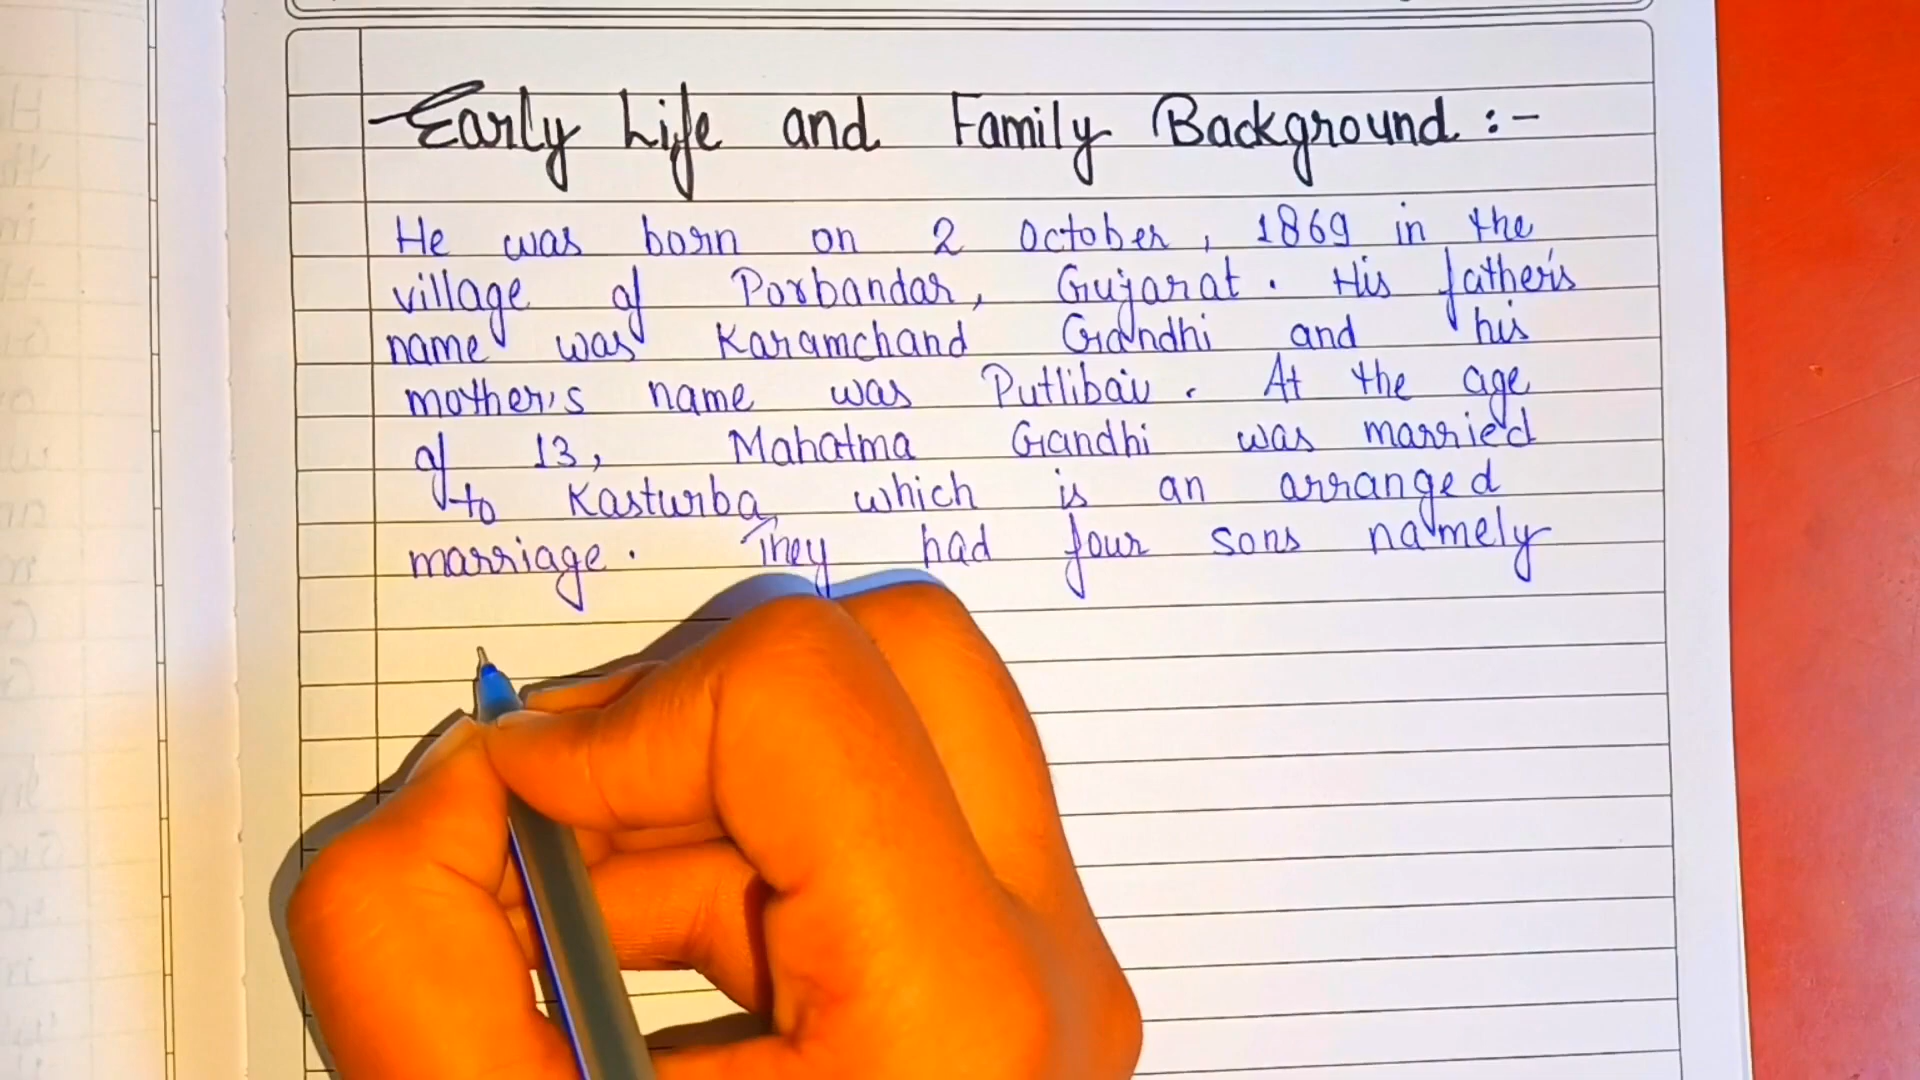 Early Life and Family Background :-
He was born on 2 October, 1869 in the
village of Porbandar, Gujarat. His father's
name was Karamchand Gandhi and his
mother's name was Putlibai. At the age
of 13, Mahatma Gandhi was married
to Kasturba which is an arranged
marriage. They had four sons namely